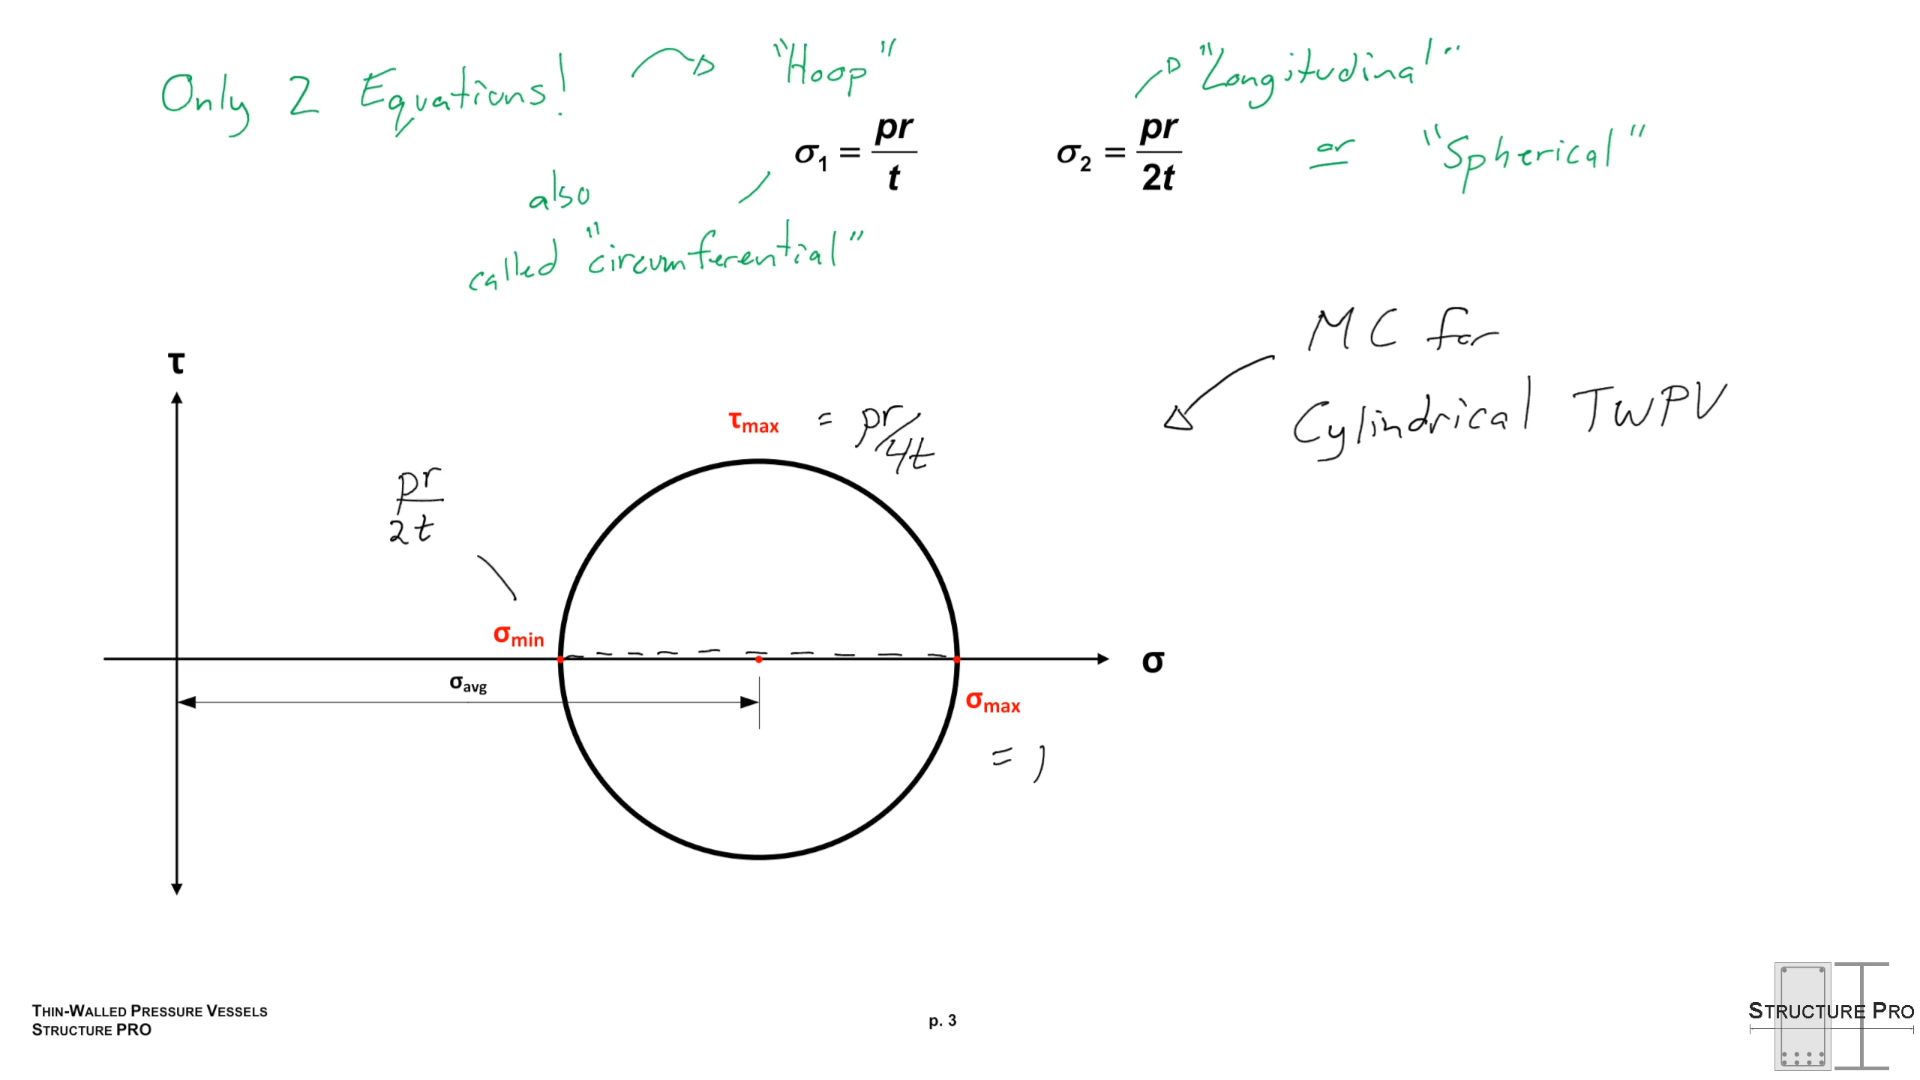 Only 2 Equations!
"Hoop"
"Longitudinal"
σ1 = pr/t
σ2 = pr/2t
or "Spherical"
also
called "circumferential"
MC for
Cylindrical TWPV
τ
τmax = pr/4t
pr/2t
σmin
σ
σavg
σmax
=
THIN-WALLED PRESSURE VESSELS
STRUCTURE PRO
p. 3
STRUCTURE PRO